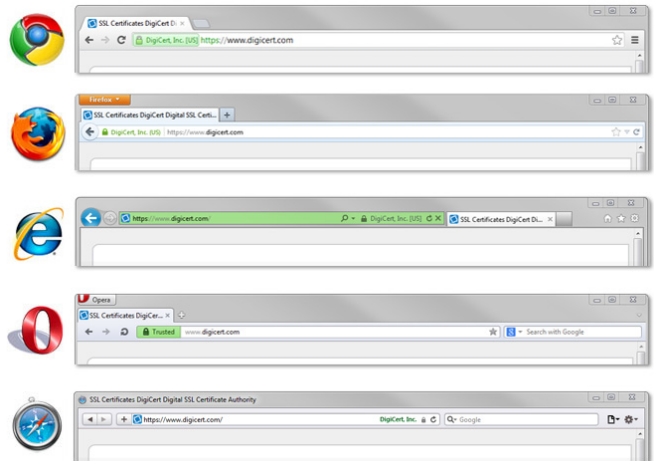 SSL Certificates DigiCert Di
DigiCert, Inc. [US] https://www.digicert.com
Firefox
SSL Certificates DigiCert Digital SSL Certi...
DigiCert, Inc. (US) https://www.digicert.com
https://www.digicert.com/ DigiCert, Inc. [US] SSL Certificates DigiCert Di...
Opera
SSL Certificates DigiCer...
Trusted www.digicert.com Search with Google
SSL Certificates DigiCert Digital SSL Certificate Authority
https://www.digicert.com/ DigiCert, Inc. Google